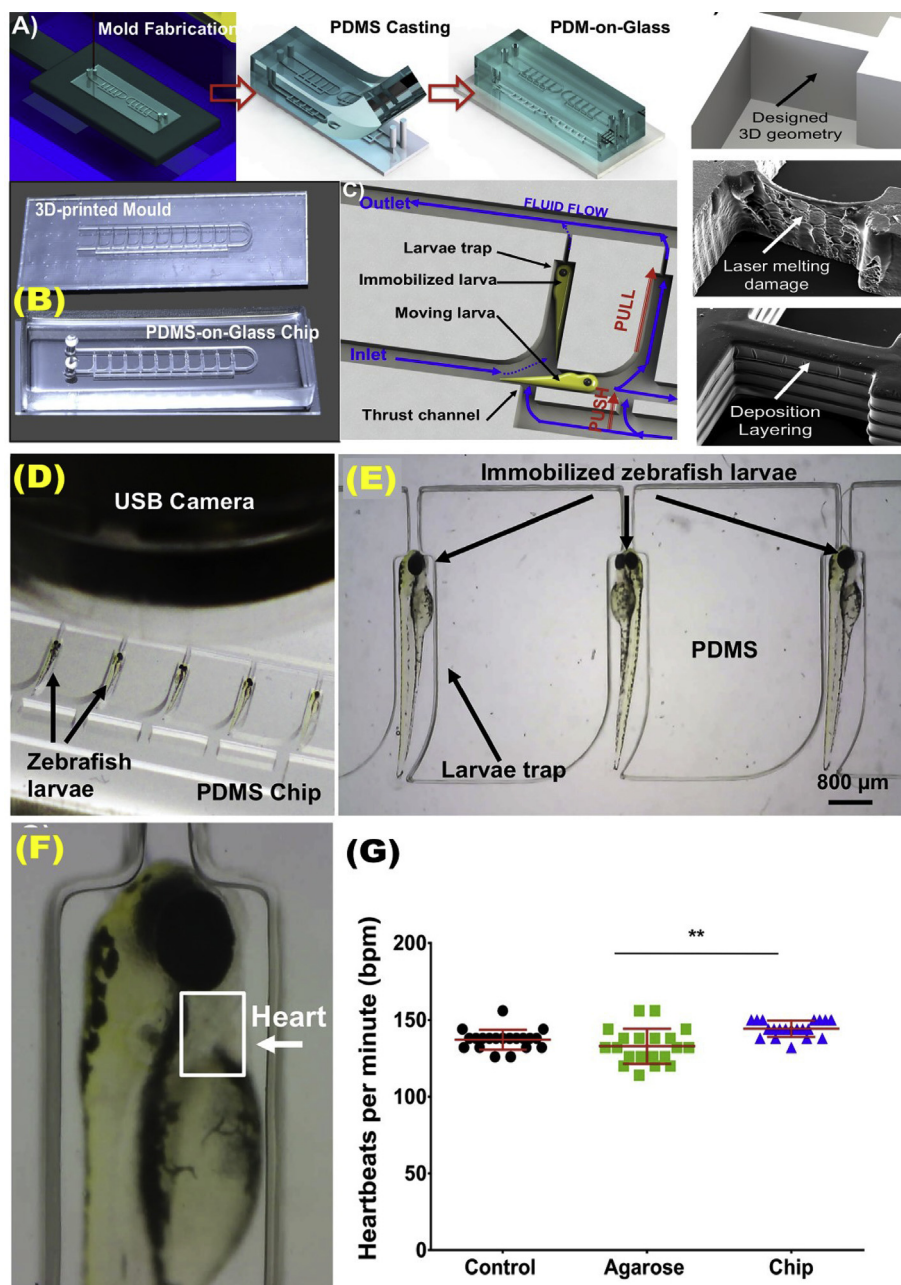 A)
Mold Fabrication
PDMS Casting
PDM-on-Glass
Designed
3D geometry
3D-printed Mould
(B)
PDMS-on-Glass Chip
C)
Outlet
FLUID FLOW
Larvae trap
Immobilized larva
Moving larva
PULL
Inlet
Thrust channel
PUSH
Laser melting
damage
Deposition
Layering
(D)
USB Camera
Zebrafish
larvae
PDMS Chip
(E)
Immobilized zebrafish larvae
PDMS
Larvae trap
800 µm
(F)
Heart
(G)
Heartbeats per minute (bpm)
200
150
100
50
0
**
Control
Agarose
Chip